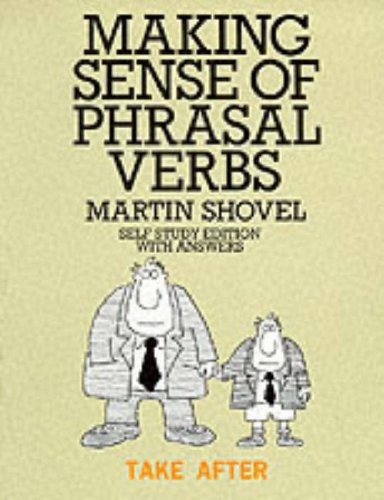 MAKING
SENSE OF
PHRASAL
VERBS
MARTIN SHOVEL
SELF STUDY EDITION
WITH ANSWERS
TAKE AFTER